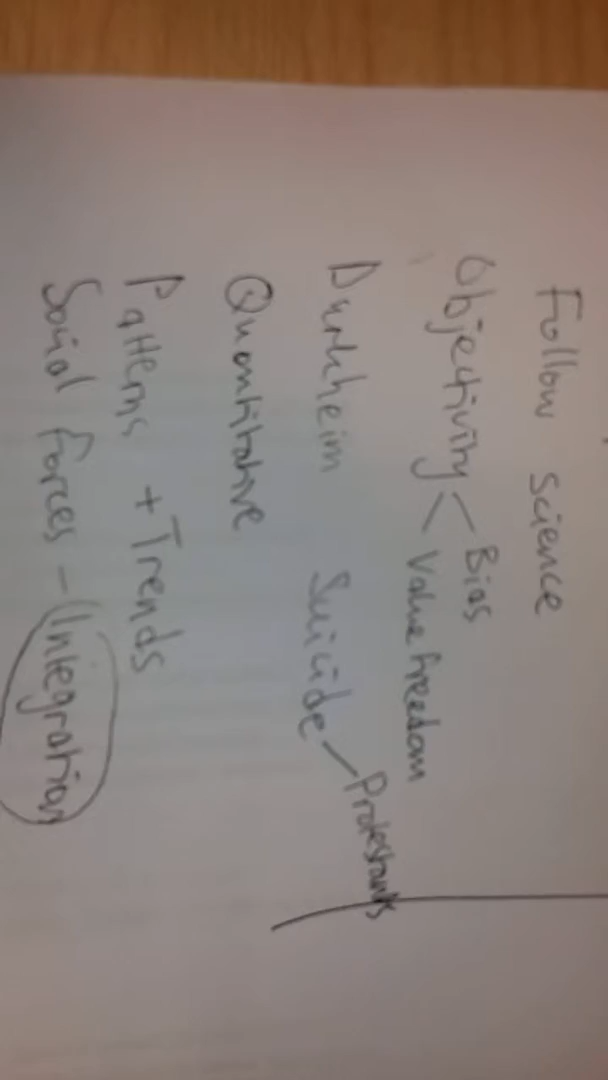 Follow Science
Objectivity < Bias
Value freedom
Durkheim Suicide - Protestants
Quantitative
Patterns + Trends
Social Forces - Integration